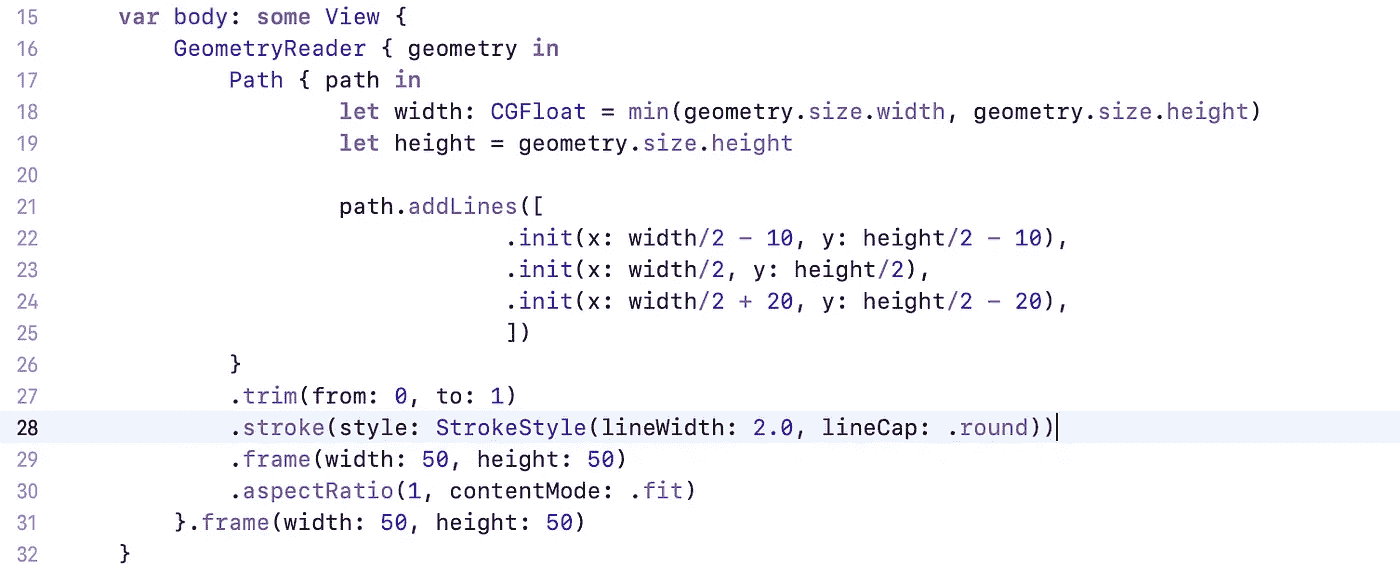 15 var body: some View {
16 GeometryReader { geometry in
17 Path { path in
18 let width: CGFloat = min(geometry.size.width, geometry.size.height)
19 let height = geometry.size.height
20
21 path.addLines([
22 .init(x: width/2 - 10, y: height/2 - 10),
23 .init(x: width/2, y: height/2),
24 .init(x: width/2 + 20, y: height/2 - 20),
25 ])
26 }
27 .trim(from: 0, to: 1)
28 .stroke(style: StrokeStyle(lineWidth: 2.0, lineCap: .round))
29 .frame(width: 50, height: 50)
30 .aspectRatio(1, contentMode: .fit)
31 }.frame(width: 50, height: 50)
32 }